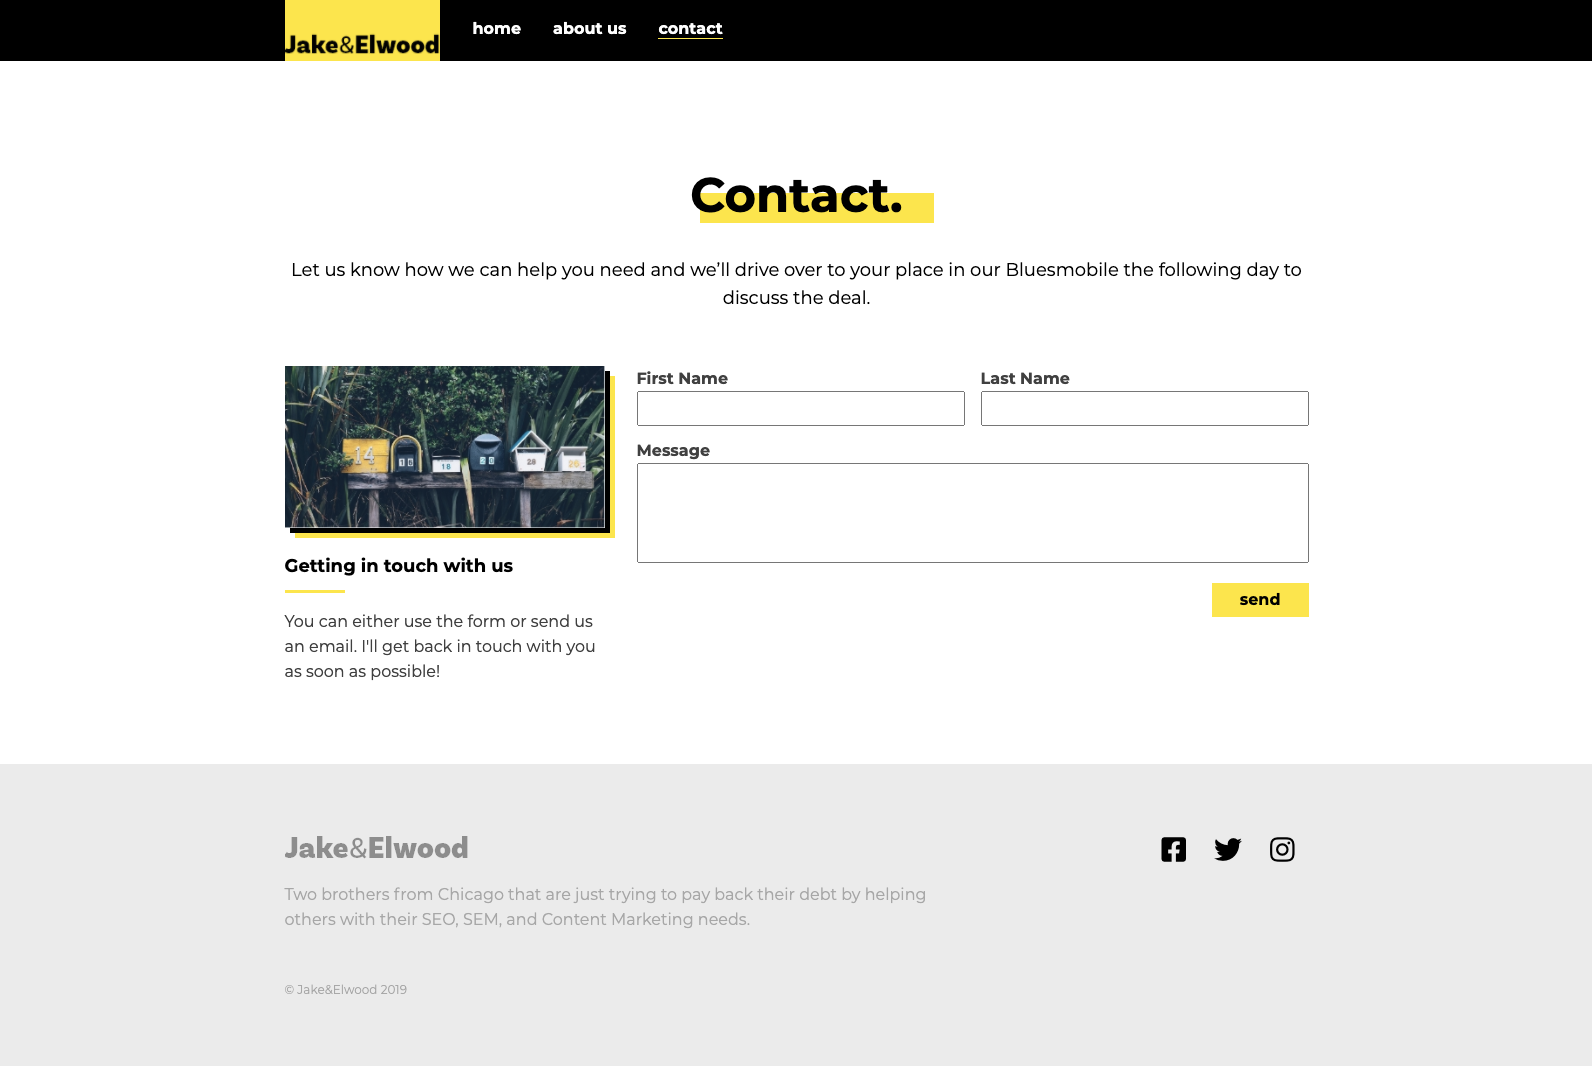 Jake&Elwood home about us contact
Contact.
Let us know how we can help you need and we’ll drive over to your place in our Bluesmobile the following day to
discuss the deal.
14 16 18 20 28 26
Getting in touch with us
You can either use the form or send us
an email. I'll get back in touch with you
as soon as possible!
First Name Last Name
Message
send
Jake&Elwood
Two brothers from Chicago that are just trying to pay back their debt by helping
others with their SEO, SEM, and Content Marketing needs.
© Jake&Elwood 2019